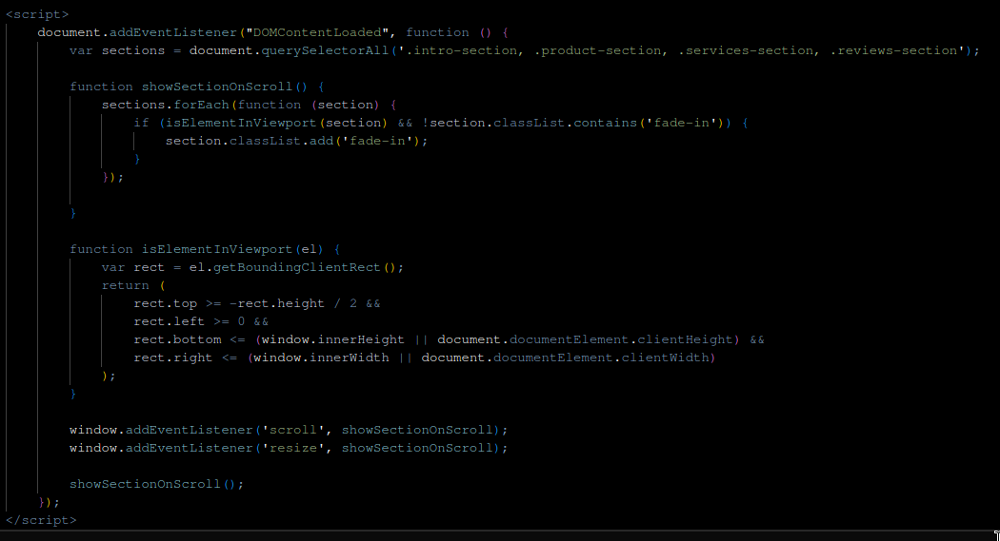 <script>
document.addEventListener("DOMContentLoaded", function () {
var sections = document.querySelectorAll('.intro-section, .product-section, .services-section, .reviews-section');
function showSectionOnScroll() {
sections.forEach(function (section) {
if (isElementInViewport(section) && !section.classList.contains('fade-in')) {
section.classList.add('fade-in');
}
});
}
function isElementInViewport(el) {
var rect = el.getBoundingClientRect();
return (
rect.top >= -rect.height / 2 &&
rect.left >= 0 &&
rect.bottom <= (window.innerHeight || document.documentElement.clientHeight) &&
rect.right <= (window.innerWidth || document.documentElement.clientWidth)
);
}
window.addEventListener('scroll', showSectionOnScroll);
window.addEventListener('resize', showSectionOnScroll);
showSectionOnScroll();
});
</script>